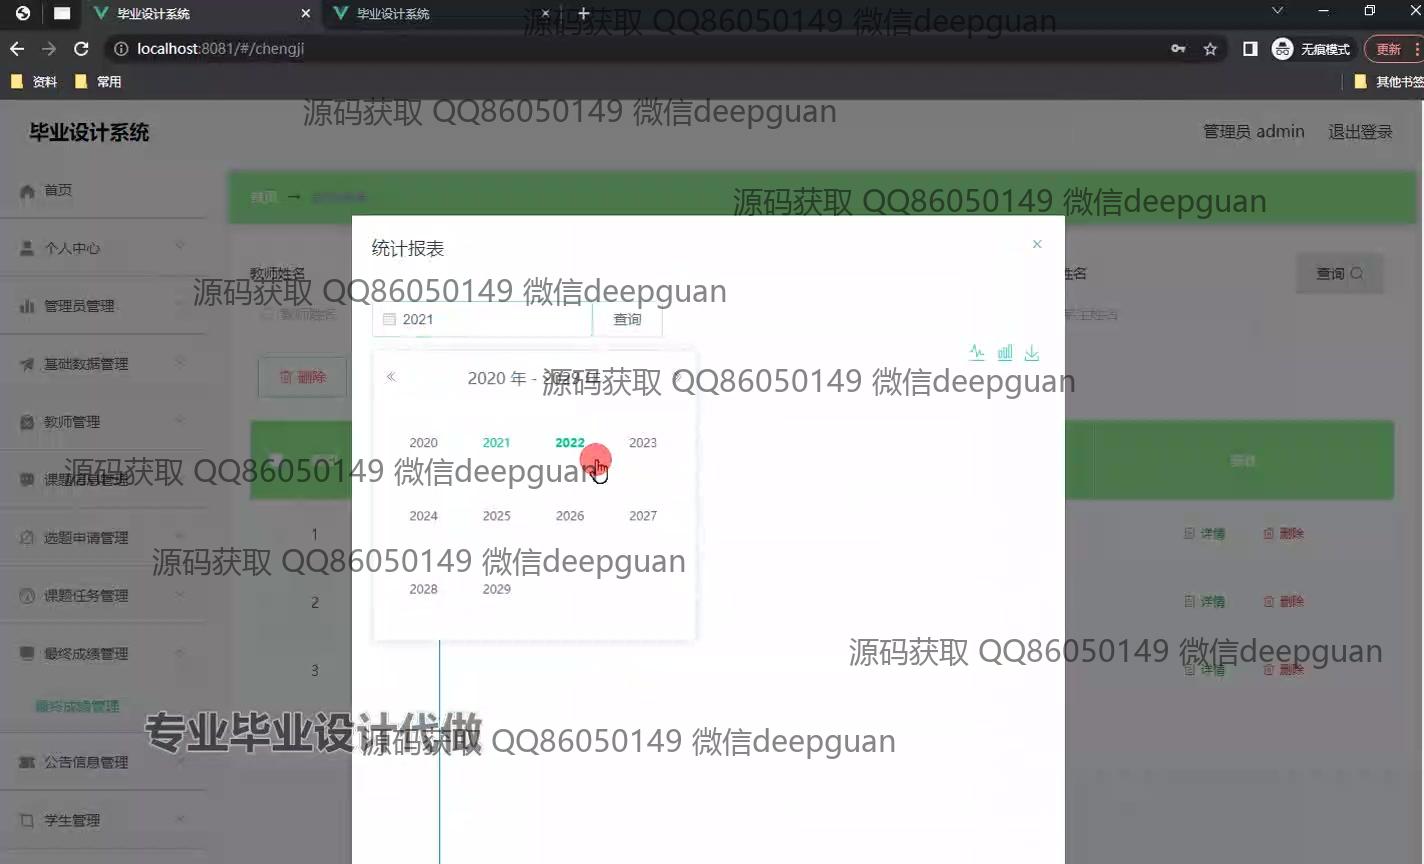 毕业设计系统
毕业设计系统
源码获取 QQ86050149 微信deepguan
localhost:8081/#/chengji
无痕模式
更新
资料
常用
其他书签
源码获取 QQ86050149 微信deepguan
毕业设计系统
管理员 admin
退出登录
首页
首页 →
源码获取 QQ86050149 微信deepguan
统计报表
×
个人中心
教师姓名
姓名
查询
源码获取 QQ86050149 微信deepguan
管理员管理
教师姓名
学生姓名
2021
查询
基础数据管理
删除
2020 年 - 2029 年
源码获取 QQ86050149 微信deepguan
教师管理
2020 2021 2022 2023
源码获取 QQ86050149 微信deepguan
课题信息管理
2024 2025 2026 2027
选题申请管理
1
详情
删除
源码获取 QQ86050149 微信deepguan
2028 2029
课题任务管理
2
详情
删除
最终成绩管理
源码获取 QQ86050149 微信deepguan
3
详情
删除
最终成绩管理
专业毕业设计代做
源码获取 QQ86050149 微信deepguan
公告信息管理
学生管理